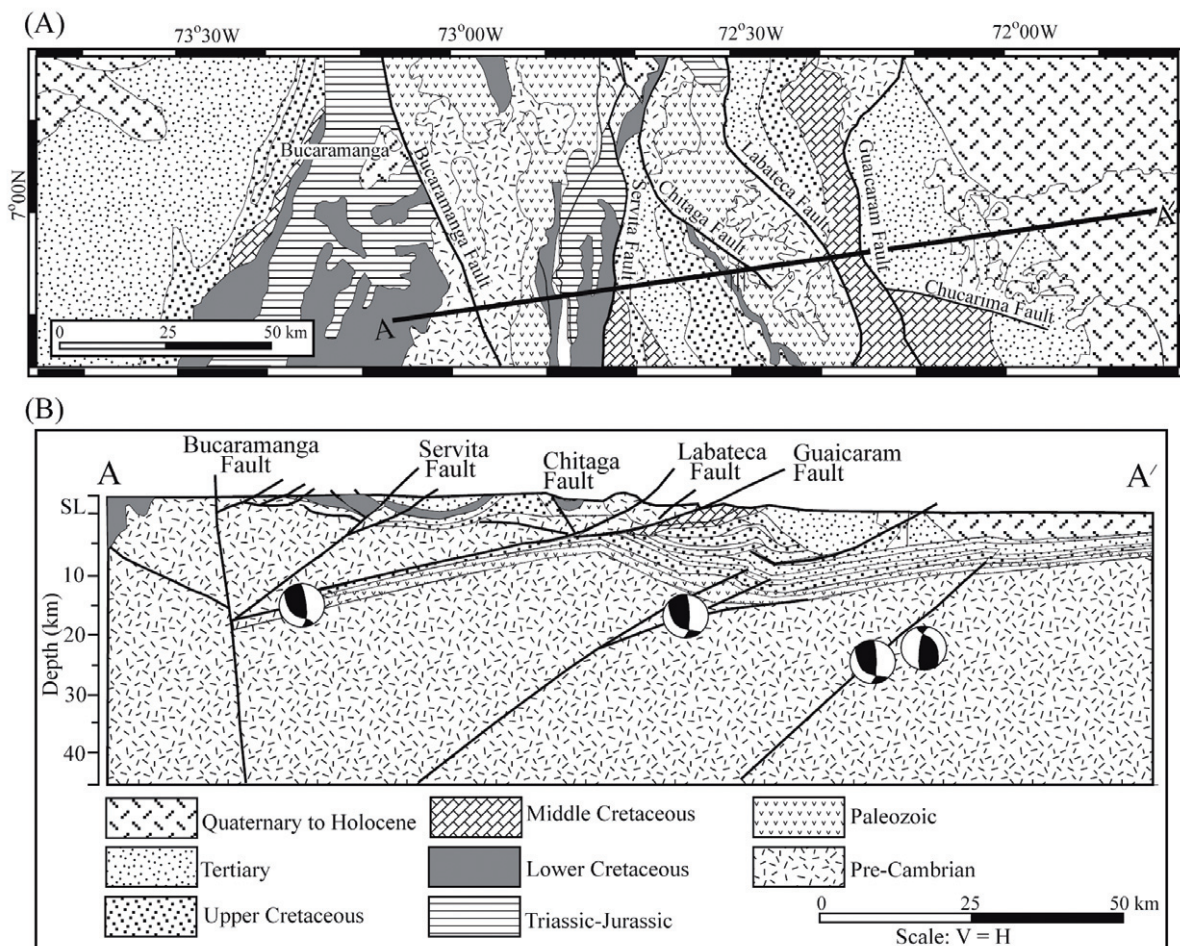 (A)
73°30W 73°00W 72°30W 72°00W
7°00N
Bucaramanga
Bucaramanga Fault
Servita Fault
Chitaga Fault
Labateca Fault
Guaicaram Fault
Chucarima Fault
A
A′
0 25 50 km
(B)
A
Bucaramanga
Fault
Servita
Fault
Chitaga
Fault
Labateca
Fault
Guaicaram
Fault
A′
SL
10
20
30
40
Depth (km)
Quaternary to Holocene
Tertiary
Upper Cretaceous
Middle Cretaceous
Lower Cretaceous
Triassic-Jurassic
Paleozoic
Pre-Cambrian
0 25 50 km
Scale: V = H